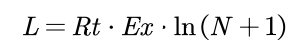 L = Rt · Ex · ln(N + 1)